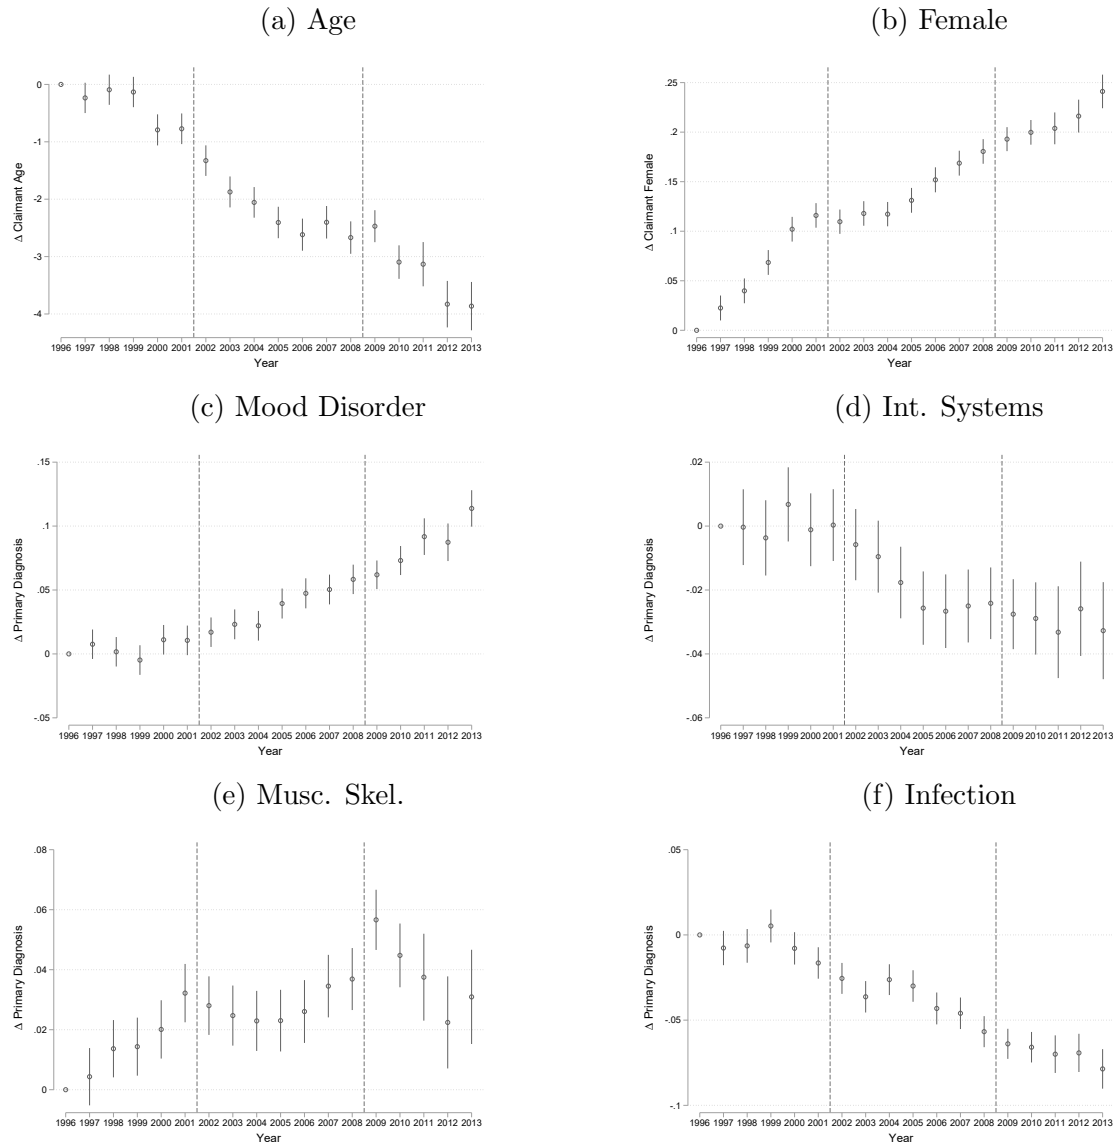 (a) Age
(b) Female
0
-1
-2
-3
-4
Δ Claimant Age
1996 1997 1998 1999 2000 2001 2002 2003 2004 2005 2006 2007 2008 2009 2010 2011 2012 2013
Year
.25
.2
.15
.1
.05
0
Δ Claimant Female
1996 1997 1998 1999 2000 2001 2002 2003 2004 2005 2006 2007 2008 2009 2010 2011 2012 2013
Year
(c) Mood Disorder
(d) Int. Systems
.15
.1
.05
0
-.05
Δ Primary Diagnosis
1996 1997 1998 1999 2000 2001 2002 2003 2004 2005 2006 2007 2008 2009 2010 2011 2012 2013
Year
.02
0
-.02
-.04
-.06
Δ Primary Diagnosis
1996 1997 1998 1999 2000 2001 2002 2003 2004 2005 2006 2007 2008 2009 2010 2011 2012 2013
Year
(e) Musc. Skel.
(f) Infection
.08
.06
.04
.02
0
Δ Primary Diagnosis
1996 1997 1998 1999 2000 2001 2002 2003 2004 2005 2006 2007 2008 2009 2010 2011 2012 2013
Year
.05
0
-.05
-.1
Δ Primary Diagnosis
1996 1997 1998 1999 2000 2001 2002 2003 2004 2005 2006 2007 2008 2009 2010 2011 2012 2013
Year